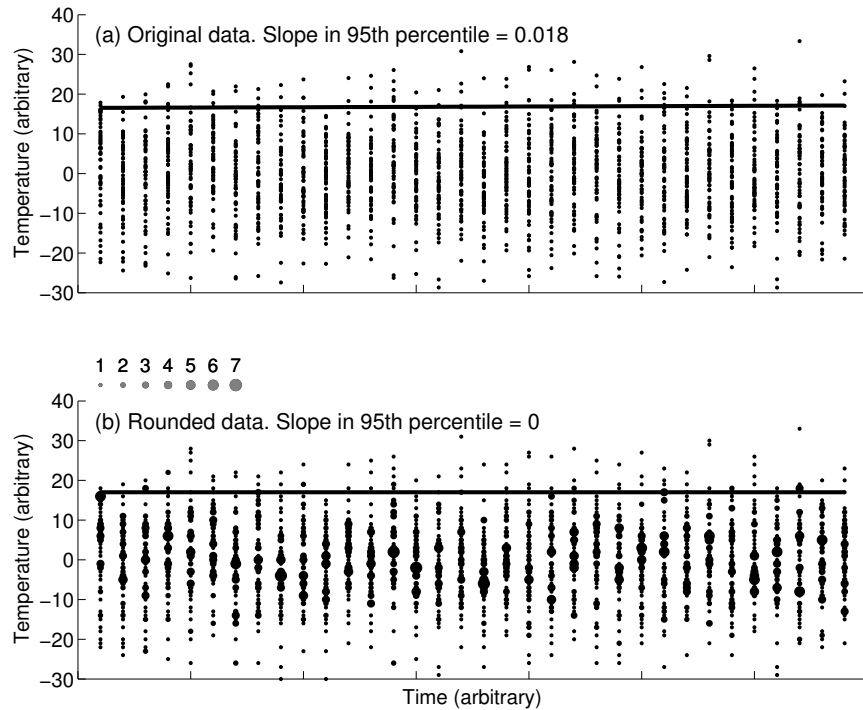 40
(a) Original data. Slope in 95th percentile = 0.018
30
20
10
0
−10
−20
−30
Temperature (arbitrary)
1 2 3 4 5 6 7
40
(b) Rounded data. Slope in 95th percentile = 0
30
20
10
0
−10
−20
−30
Temperature (arbitrary)
Time (arbitrary)